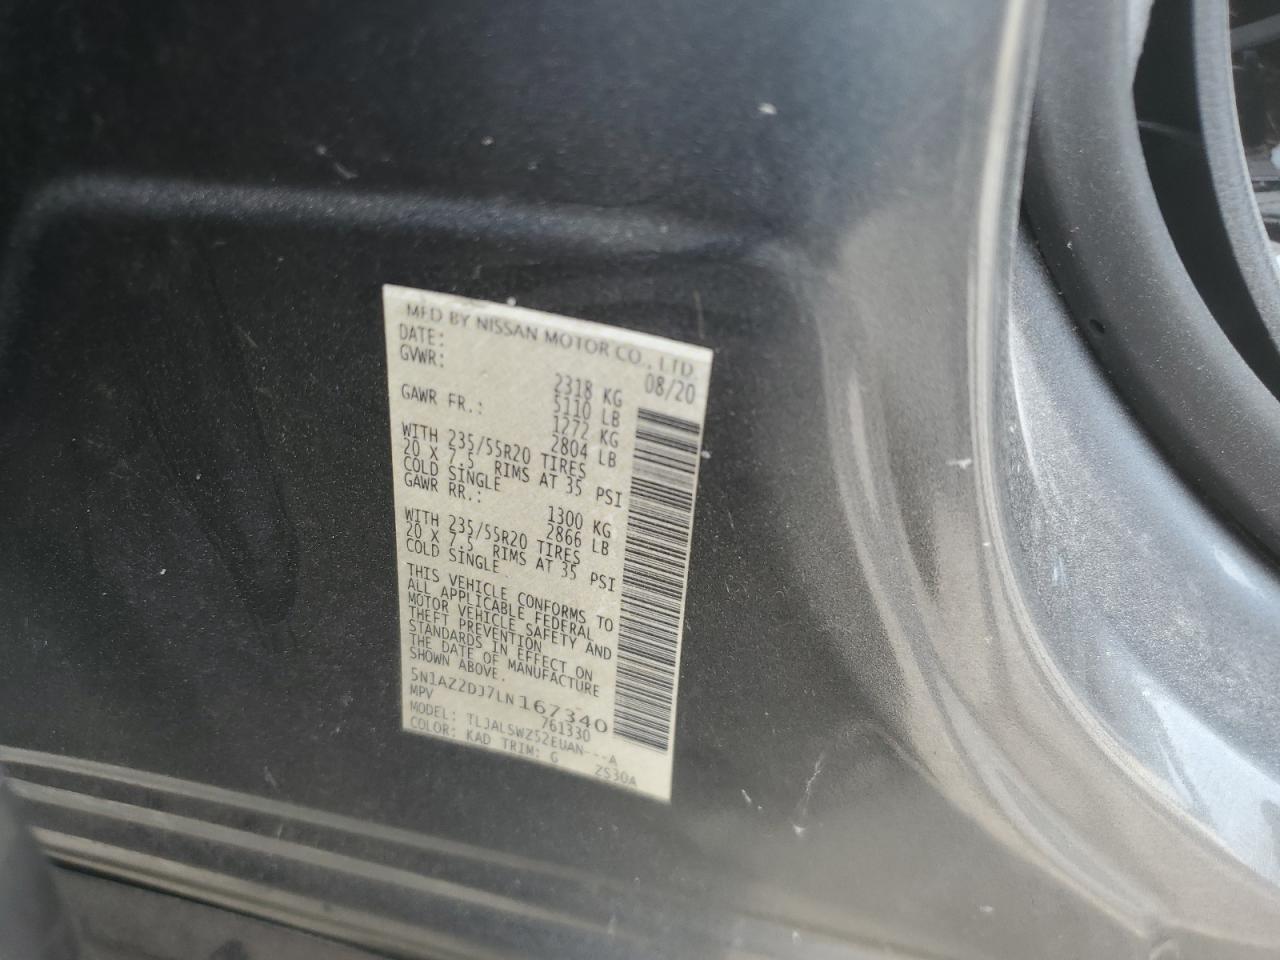 MFD BY NISSAN MOTOR CO., LTD.
DATE: 08/20
GVWR: 2318 KG
5110 LB
GAWR FR.: 1272 KG
2804 LB
WITH 235/55R20 TIRES
20 X 7.5 RIMS AT 35 PSI
COLD SINGLE
GAWR RR.: 1300 KG
2866 LB
WITH 235/55R20 TIRES
20 X 7.5 RIMS AT 35 PSI
COLD SINGLE
THIS VEHICLE CONFORMS TO
ALL APPLICABLE FEDERAL
MOTOR VEHICLE SAFETY AND
THEFT PREVENTION
STANDARDS IN EFFECT ON
THE DATE OF MANUFACTURE
SHOWN ABOVE.
5N1AZ2DJ7LN167340
MPV 761330
MODEL: TLJALSWZ52EUAN---A
COLOR: KAD TRIM: G ZS30A